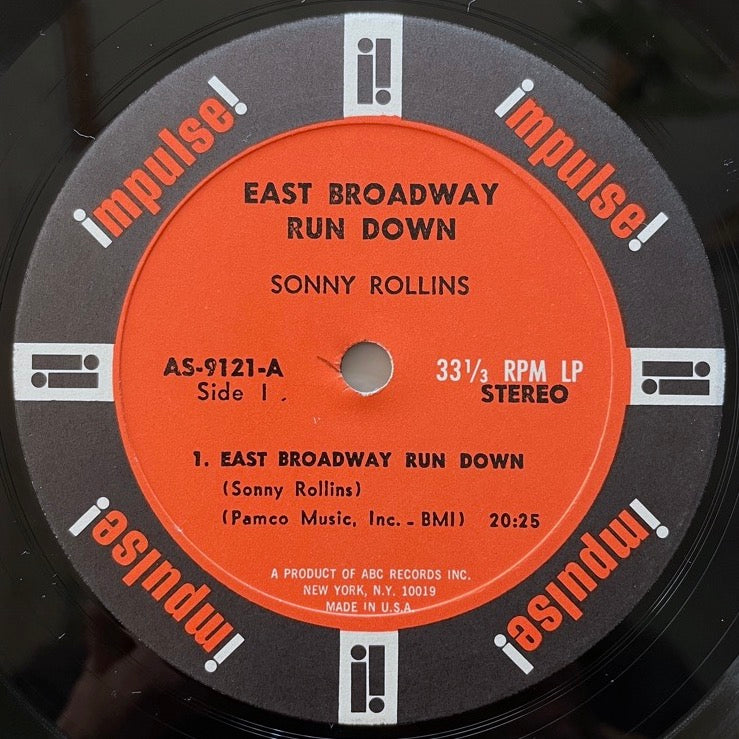 impulse!
impulse!
EAST BROADWAY
RUN DOWN
SONNY ROLLINS
AS-9121-A
Side 1
33⅓ RPM LP
STEREO
1. EAST BROADWAY RUN DOWN
(Sonny Rollins)
(Pamco Music, Inc. - BMI) 20:25
A PRODUCT OF ABC RECORDS INC.
NEW YORK, N.Y. 10019
MADE IN U.S.A.
impulse!
impulse!